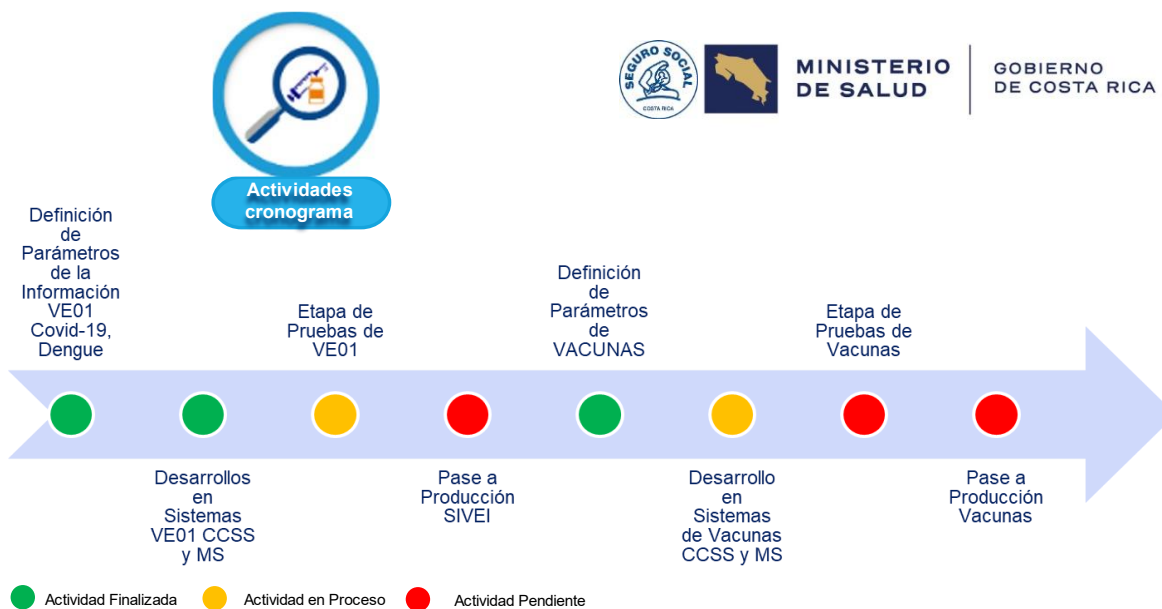 SEGURO SOCIAL
COSTA RICA
MINISTERIO
DE SALUD
GOBIERNO
DE COSTA RICA
Actividades
cronograma
Definición
de
Parámetros
de la
Información
VE01
Covid-19,
Dengue
Etapa de
Pruebas de
VE01
Definición
de
Parámetros
de
VACUNAS
Etapa de
Pruebas de
Vacunas
Desarrollos
en
Sistemas
VE01 CCSS
y MS
Pase a
Producción
SIVEI
Desarrollo
en
Sistemas
de Vacunas
CCSS y MS
Pase a
Producción
Vacunas
Actividad Finalizada
Actividad en Proceso
Actividad Pendiente